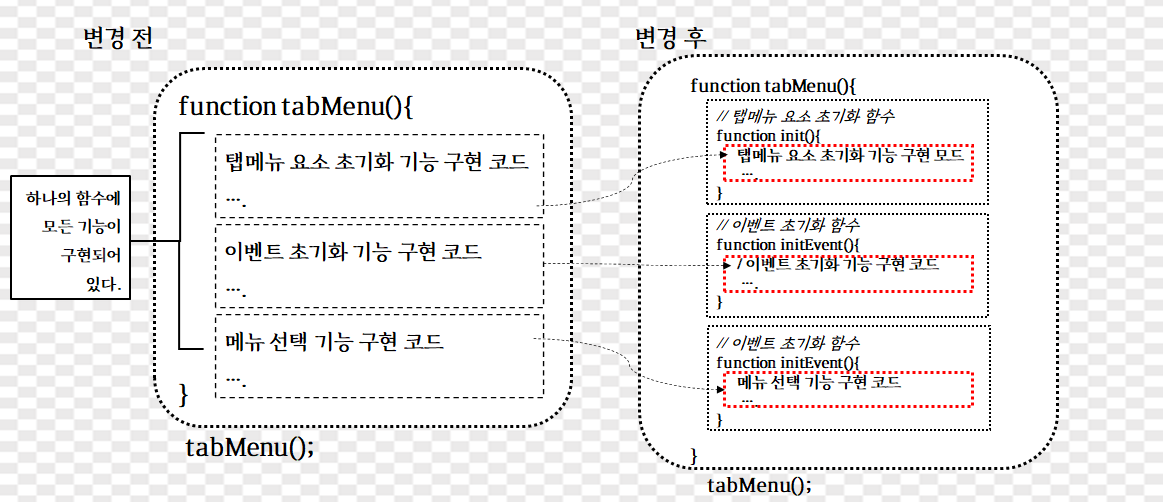 변경 전
function tabMenu(){
탭메뉴 요소 초기화 기능 구현 코드
....
이벤트 초기화 기능 구현 코드
....
메뉴 선택 기능 구현 코드
....
}
tabMenu();
하나의 함수에
모든 기능이
구현되어
있다.
변경 후
function tabMenu(){
// 탭메뉴 요소 초기화 함수
function init(){
탭메뉴 요소 초기화 기능 구현 모드
....
}
// 이벤트 초기화 함수
function initEvent(){
/ 이벤트 초기화 기능 구현 코드
....
}
// 이벤트 초기화 함수
function initEvent(){
메뉴 선택 기능 구현 코드
....
}
}
tabMenu();